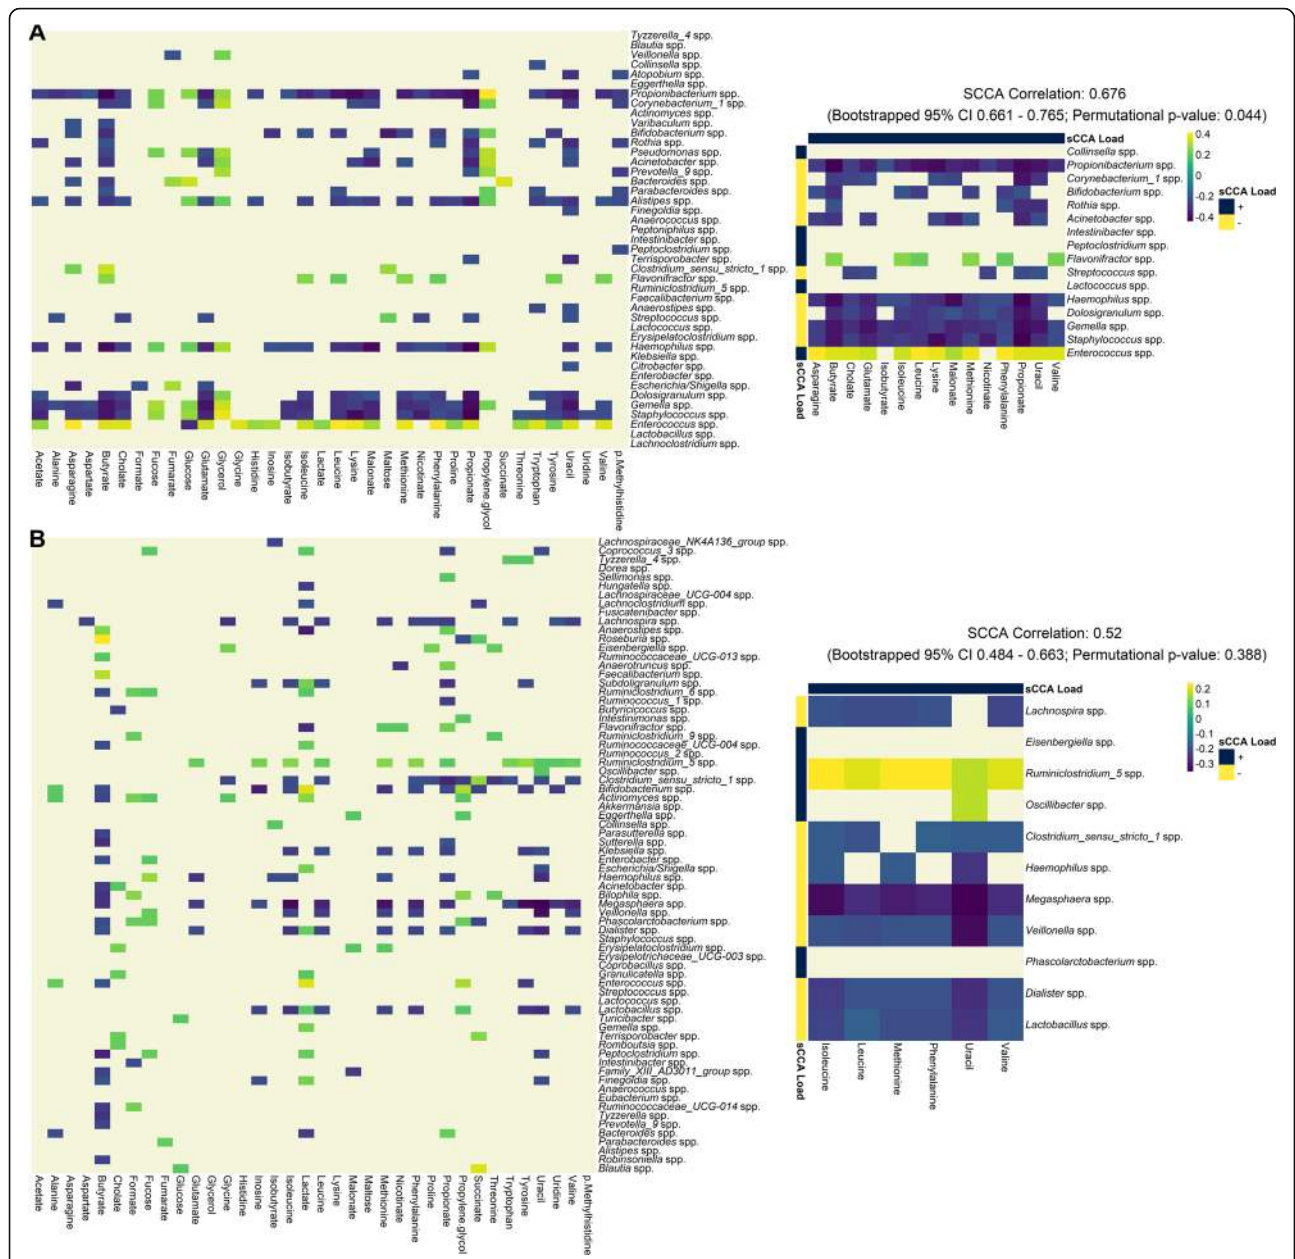 A
Tyzzerella_4 spp.
Blautia spp.
Veillonella spp.
Collinsella spp.
Atopobium spp.
Eggerthella spp.
Propionibacterium spp.
Corynebacterium_1 spp.
Actinomyces spp.
Varibaculum spp.
Bifidobacterium spp.
Rothia spp.
Pseudomonas spp.
Acinetobacter spp.
Prevotella_9 spp.
Bacteroides spp.
Parabacteroides spp.
Alistipes spp.
Finegoldia spp.
Anaerococcus spp.
Peptoniphilus spp.
Intestinibacter spp.
Peptoclostridium spp.
Terrisporobacter spp.
Clostridium_sensu_stricto_1 spp.
Flavonifractor spp.
Ruminiclostridium_5 spp.
Faecalibacterium spp.
Anaerostipes spp.
Streptococcus spp.
Lactococcus spp.
Erysipelatoclostridium spp.
Haemophilus spp.
Klebsiella spp.
Citrobacter spp.
Enterobacter spp.
Escherichia/Shigella spp.
Dolosigranulum spp.
Gemella spp.
Staphylococcus spp.
Enterococcus spp.
Lactobacillus spp.
Lachnoclostridium spp.
Acetate
Alanine
Asparagine
Aspartate
Butyrate
Cholate
Formate
Fucose
Fumarate
Glucose
Glutamate
Glycerol
Glycine
Histidine
Inosine
Isobutyrate
Isoleucine
Lactate
Leucine
Lysine
Malonate
Maltose
Methionine
Nicotinate
Phenylalanine
Proline
Propionate
Propylene.glycol
Succinate
Threonine
Tryptophan
Tyrosine
Uracil
Uridine
Valine
p.Methylhistidine
SCCA Correlation: 0.676
(Bootstrapped 95% CI 0.661 - 0.765; Permutational p-value: 0.044)
sCCA Load
Collinsella spp.
Propionibacterium spp.
Corynebacterium_1 spp.
Bifidobacterium spp.
Rothia spp.
Acinetobacter spp.
Intestinibacter spp.
Peptoclostridium spp.
Flavonifractor spp.
Streptococcus spp.
Lactococcus spp.
Haemophilus spp.
Dolosigranulum spp.
Gemella spp.
Staphylococcus spp.
Enterococcus spp.
sCCA Load
Asparagine
Butyrate
Cholate
Glutamate
Isobutyrate
Isoleucine
Leucine
Lysine
Malonate
Methionine
Nicotinate
Phenylalanine
Propionate
Uracil
Valine
0.4
0.2
0
-0.2
-0.4
sCCA Load
+
-
B
Lachnospiraceae_NK4A136_group spp.
Coprococcus_3 spp.
Tyzzerella_4 spp.
Dorea spp.
Sellimonas spp.
Hungatella spp.
Lachnospiraceae_UCG-004 spp.
Lachnoclostridium spp.
Fusicatenibacter spp.
Lachnospira spp.
Anaerostipes spp.
Roseburia spp.
Eisenbergiella spp.
Ruminococcaceae_UCG-013 spp.
Anaerotruncus spp.
Faecalibacterium spp.
Subdoligranulum spp.
Ruminiclostridium_6 spp.
Ruminococcus_1 spp.
Butyricicoccus spp.
Intestinimonas spp.
Flavonifractor spp.
Ruminiclostridium_9 spp.
Ruminococcaceae_UCG-004 spp.
Ruminococcus_2 spp.
Ruminiclostridium_5 spp.
Oscillibacter spp.
Clostridium_sensu_stricto_1 spp.
Bifidobacterium spp.
Actinomyces spp.
Akkermansia spp.
Eggerthella spp.
Collinsella spp.
Parasutterella spp.
Sutterella spp.
Klebsiella spp.
Enterobacter spp.
Escherichia/Shigella spp.
Haemophilus spp.
Acinetobacter spp.
Bilophila spp.
Megasphaera spp.
Veillonella spp.
Phascolarctobacterium spp.
Dialister spp.
Staphylococcus spp.
Erysipelatoclostridium spp.
Erysipelotrichaceae_UCG-003 spp.
Coprobacillus spp.
Granulicatella spp.
Enterococcus spp.
Streptococcus spp.
Lactococcus spp.
Lactobacillus spp.
Turicibacter spp.
Gemella spp.
Terrisporobacter spp.
Romboutsia spp.
Peptoclostridium spp.
Intestinibacter spp.
Family_XIII_AD3011_group spp.
Finegoldia spp.
Anaerococcus spp.
Eubacterium spp.
Ruminococcaceae_UCG-014 spp.
Tyzzerella spp.
Prevotella_9 spp.
Bacteroides spp.
Parabacteroides spp.
Alistipes spp.
Robinsoniella spp.
Blautia spp.
Acetate
Alanine
Asparagine
Aspartate
Butyrate
Cholate
Formate
Fucose
Fumarate
Glucose
Glutamate
Glycerol
Glycine
Histidine
Inosine
Isobutyrate
Isoleucine
Lactate
Leucine
Lysine
Malonate
Maltose
Methionine
Nicotinate
Phenylalanine
Proline
Propionate
Propylene.glycol
Succinate
Threonine
Tryptophan
Tyrosine
Uracil
Uridine
Valine
p.Methylhistidine
SCCA Correlation: 0.52
(Bootstrapped 95% CI 0.484 - 0.663; Permutational p-value: 0.388)
sCCA Load
Lachnospira spp.
Eisenbergiella spp.
Ruminiclostridium_5 spp.
Oscillibacter spp.
Clostridium_sensu_stricto_1 spp.
Haemophilus spp.
Megasphaera spp.
Veillonella spp.
Phascolarctobacterium spp.
Dialister spp.
Lactobacillus spp.
sCCA Load
Isoleucine
Leucine
Methionine
Phenylalanine
Uracil
Valine
0.2
0.1
0
-0.1
-0.2
-0.3
sCCA Load
+
-